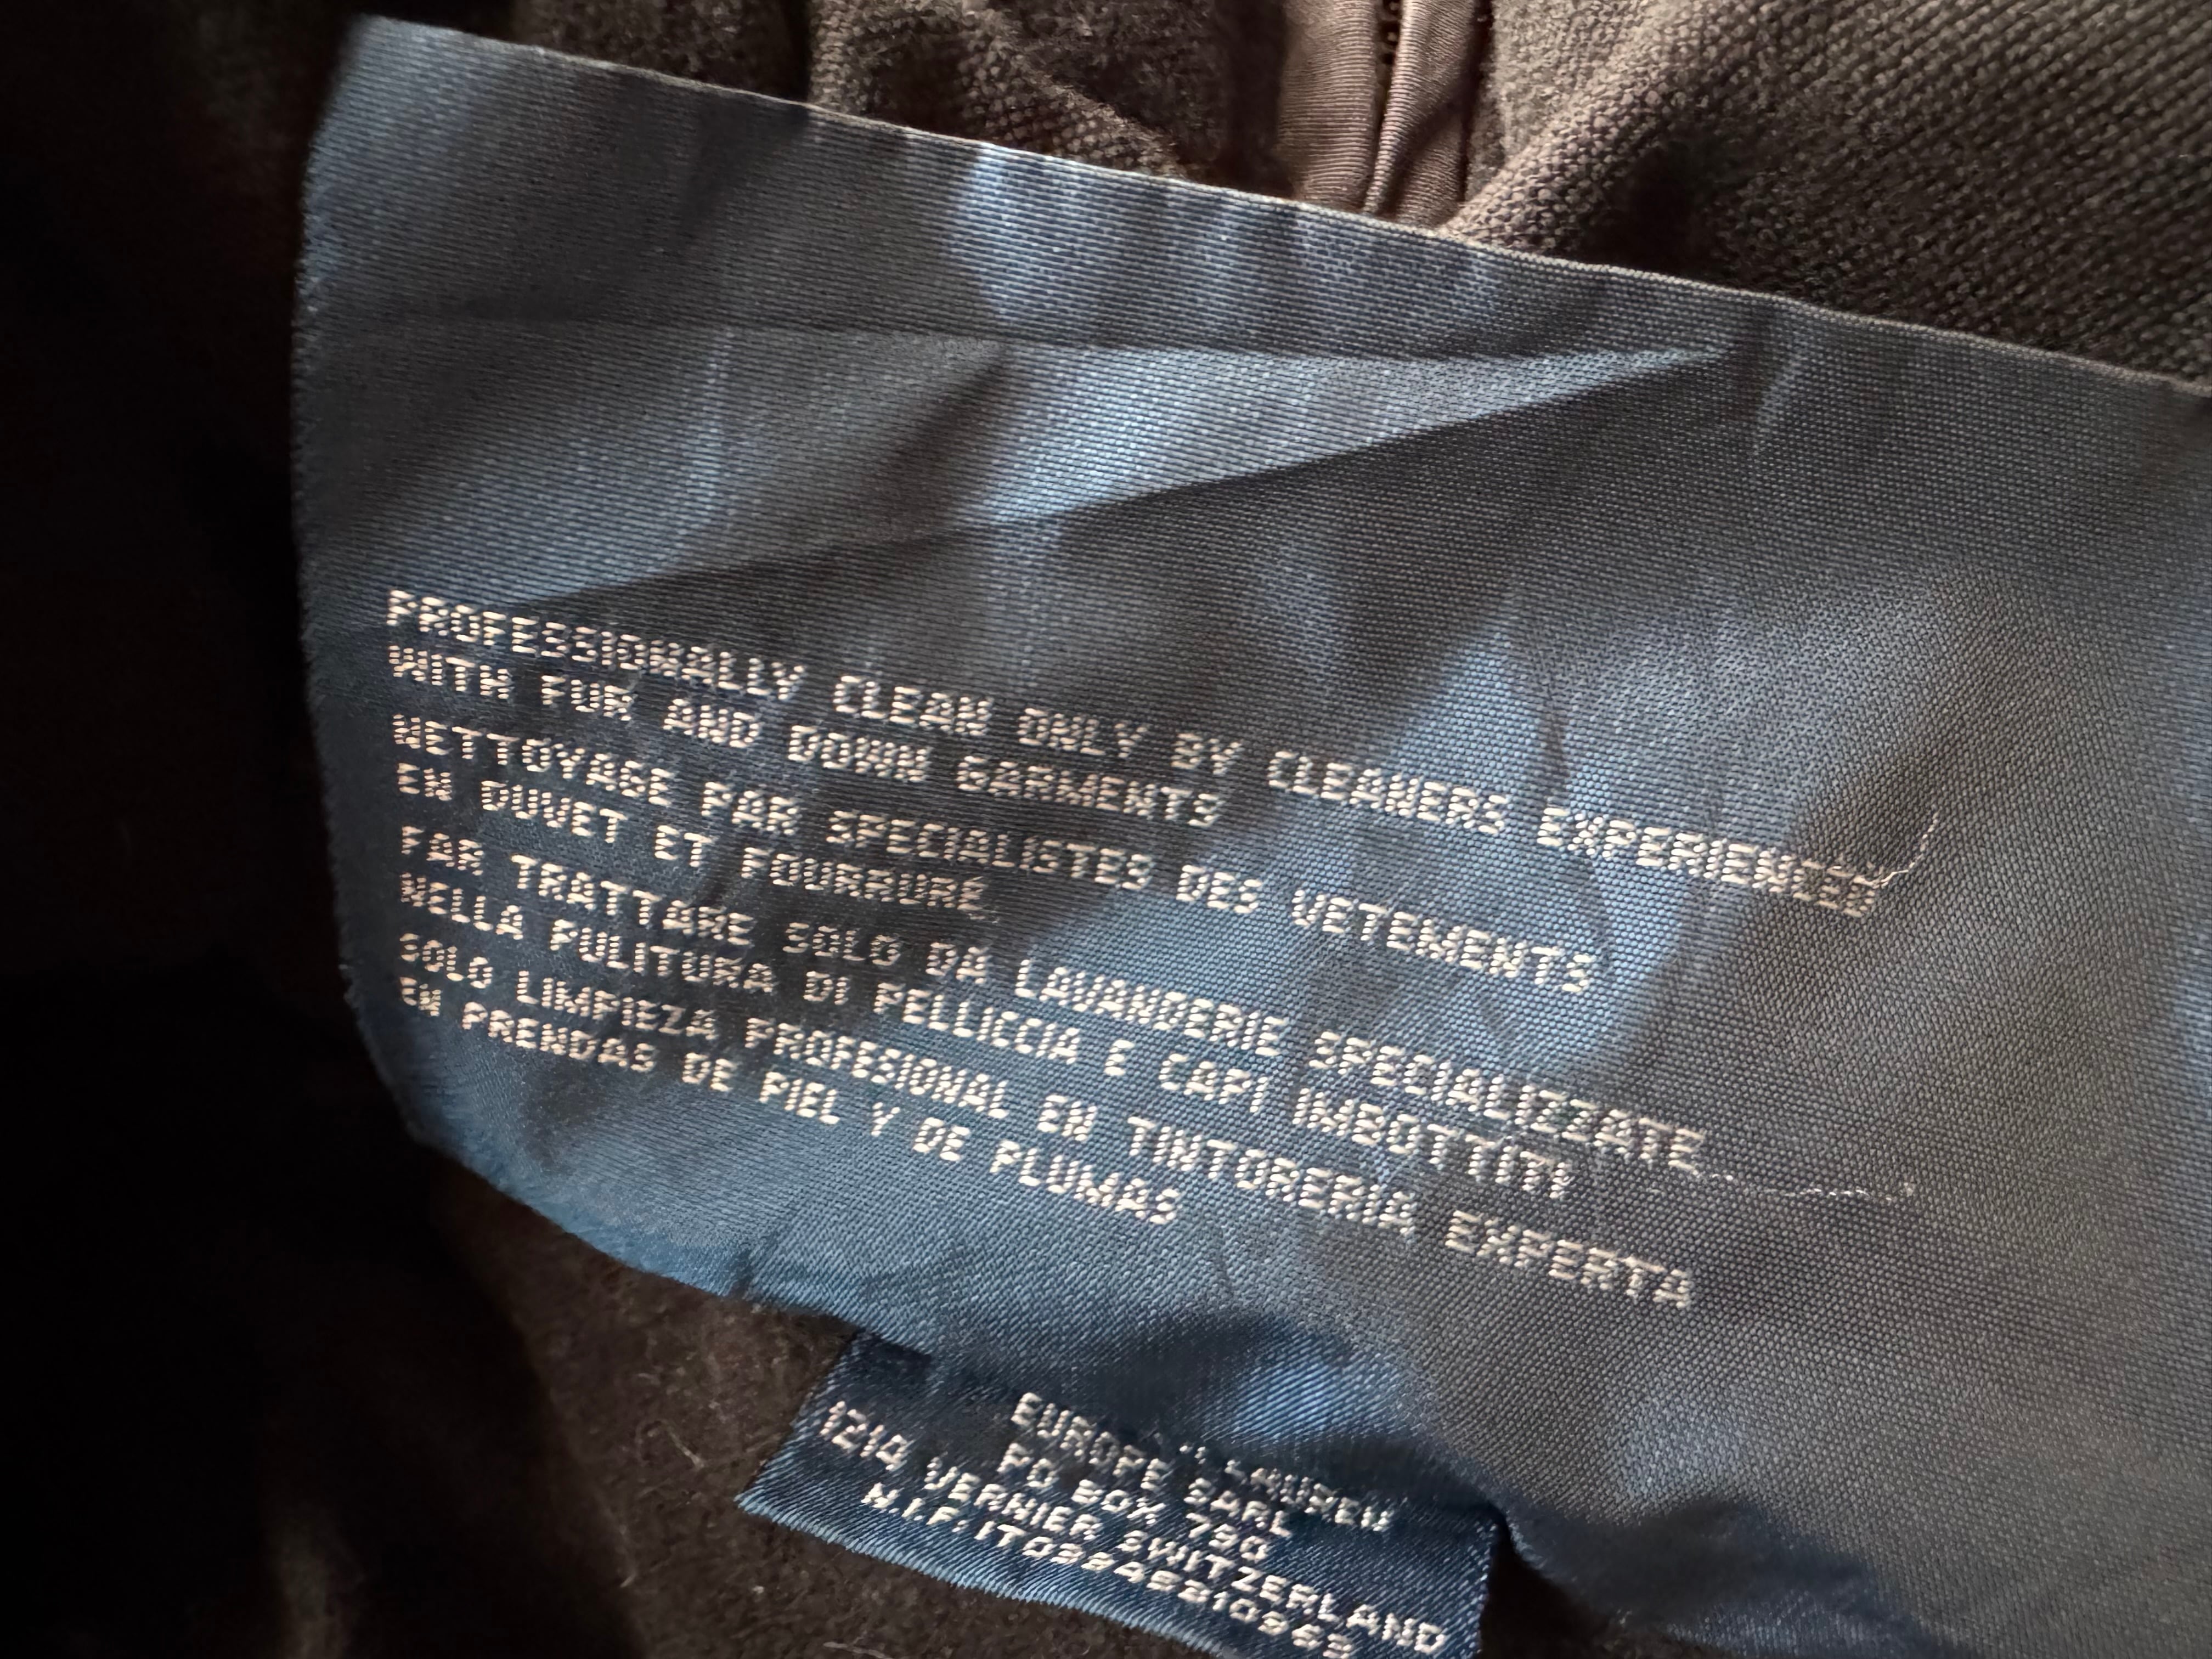 PROFESSIONALLY CLEAN ONLY BY CLEANERS EXPERIENCED
WITH FUR AND DOWN GARMENTS
NETTOYAGE PAR SPECIALISTES DES VETEMENTS
EN DUVET ET FOURRURE
FAR TRATTARE SOLO DA LAVANDERIE SPECIALIZZATE
NELLA PULITURA DI PELLICCIA E CAPI IMBOTTITI
SOLO LIMPIEZA PROFESIONAL EN TINTORERIA EXPERTA
EN PRENDAS DE PIEL Y DE PLUMAS
LAUREN
EUROPE SARL
PO BOX 790
1214 VERNIER SWITZERLAND
N.I.F.